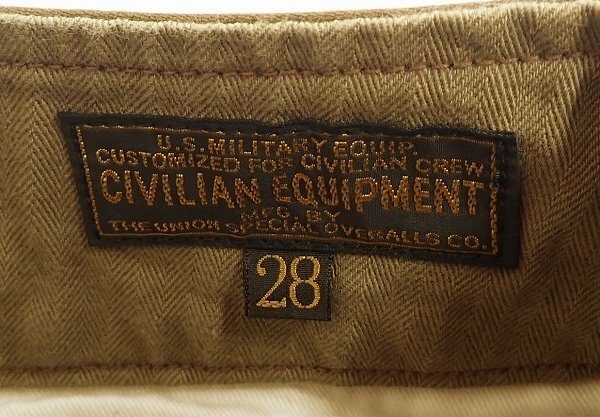 U.S.MILITARY EQUIP.
CUSTOMIZED FOR CIVILIAN CREW
CIVILIAN EQUIPMENT
MFG. BY
THE UNION SPECIAL OVERALLS CO.
28